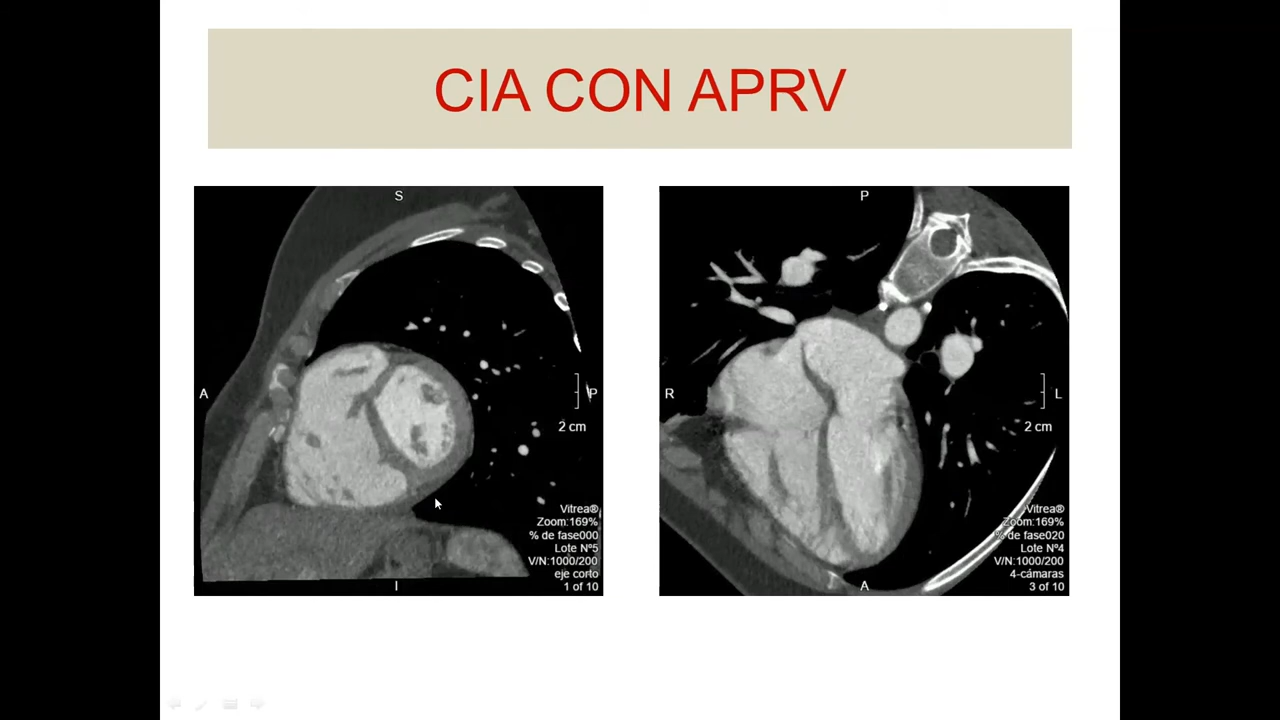 CIA CON APRV
S
A
P
2 cm
Vitrea®
Zoom:169%
% de fase000
Lote Nº5
V/N:1000/200
eje corto
1 of 10
I
P
R
L
2 cm
Vitrea®
Zoom:169%
% de fase020
Lote Nº4
V/N:1000/200
4-cámaras
3 of 10
A